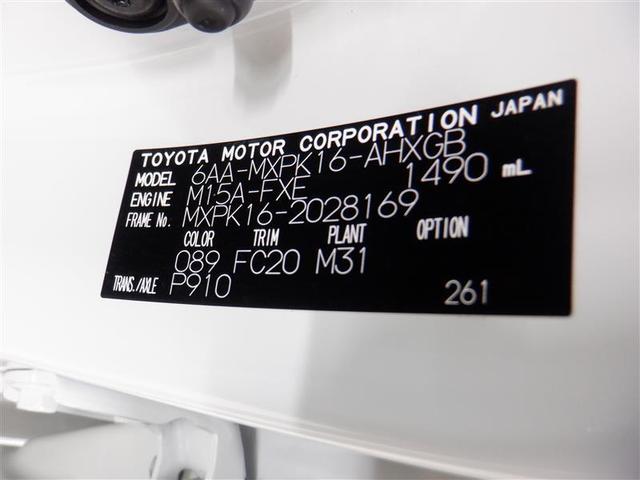 TOYOTA MOTOR CORPORATION JAPAN
MODEL 6AA-MXPK16-AHXGB
ENGINE M15A-FXE 1490 mL
FRAME No. MXPK16-2028169
COLOR TRIM PLANT OPTION
089 FC20 M31
TRANS./AXLE P910 261